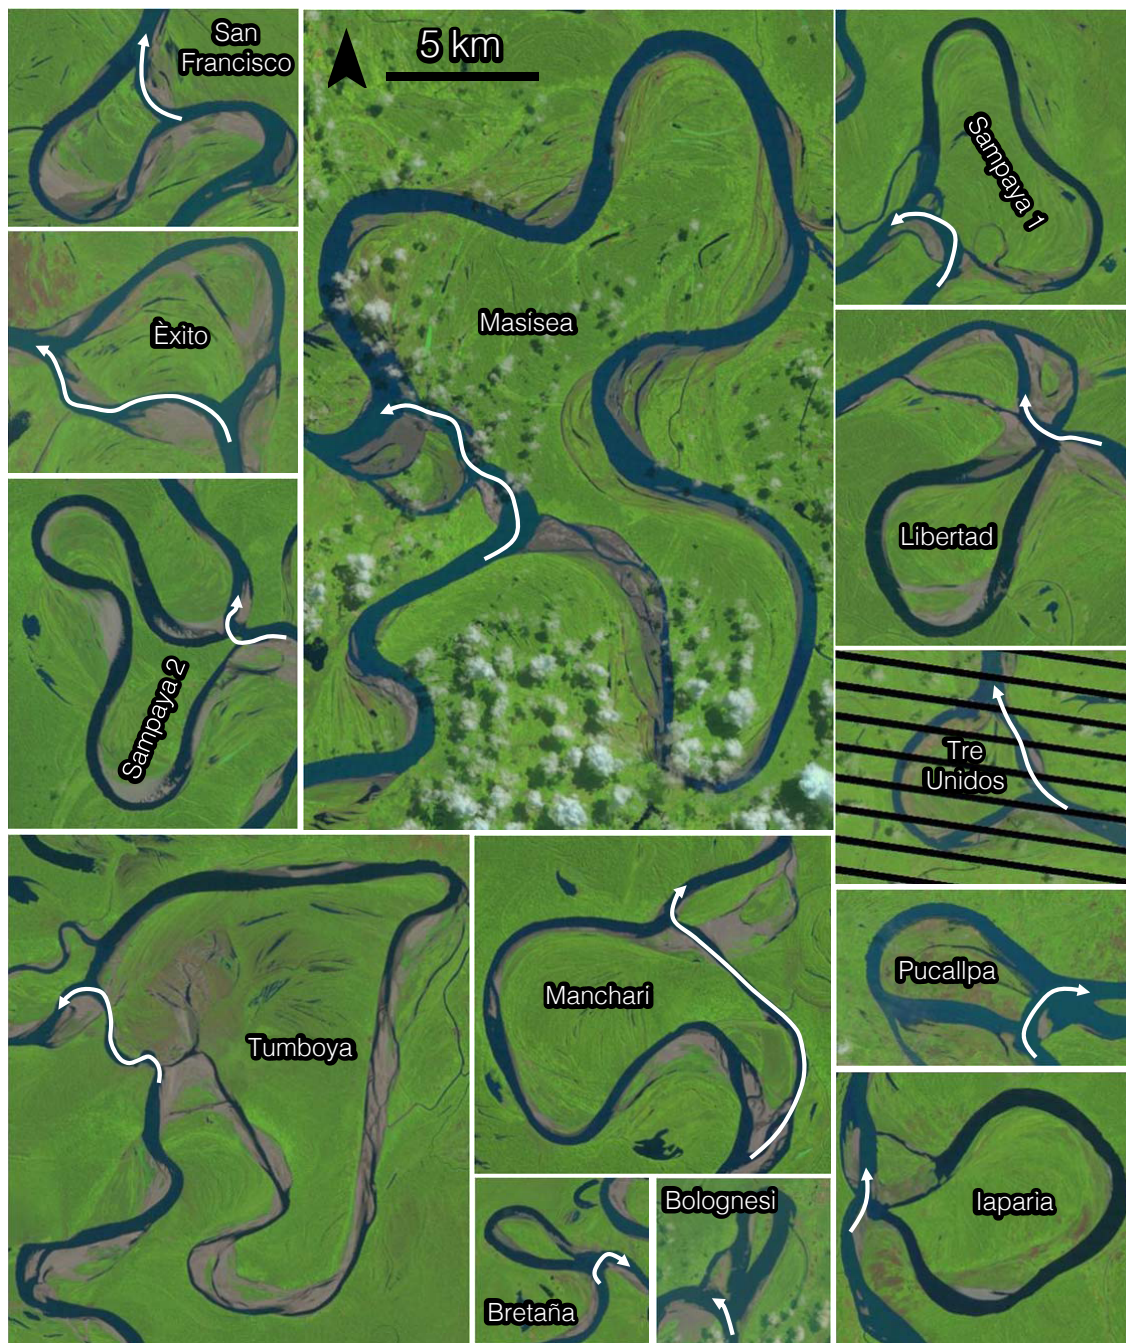 San
Francisco
5 km
Sampaya 1
Èxito
Masisea
Libertad
Sampaya 2
Tre
Unidos
Tumboya
Manchari
Pucallpa
Iaparia
Bretaña
Bolognesi